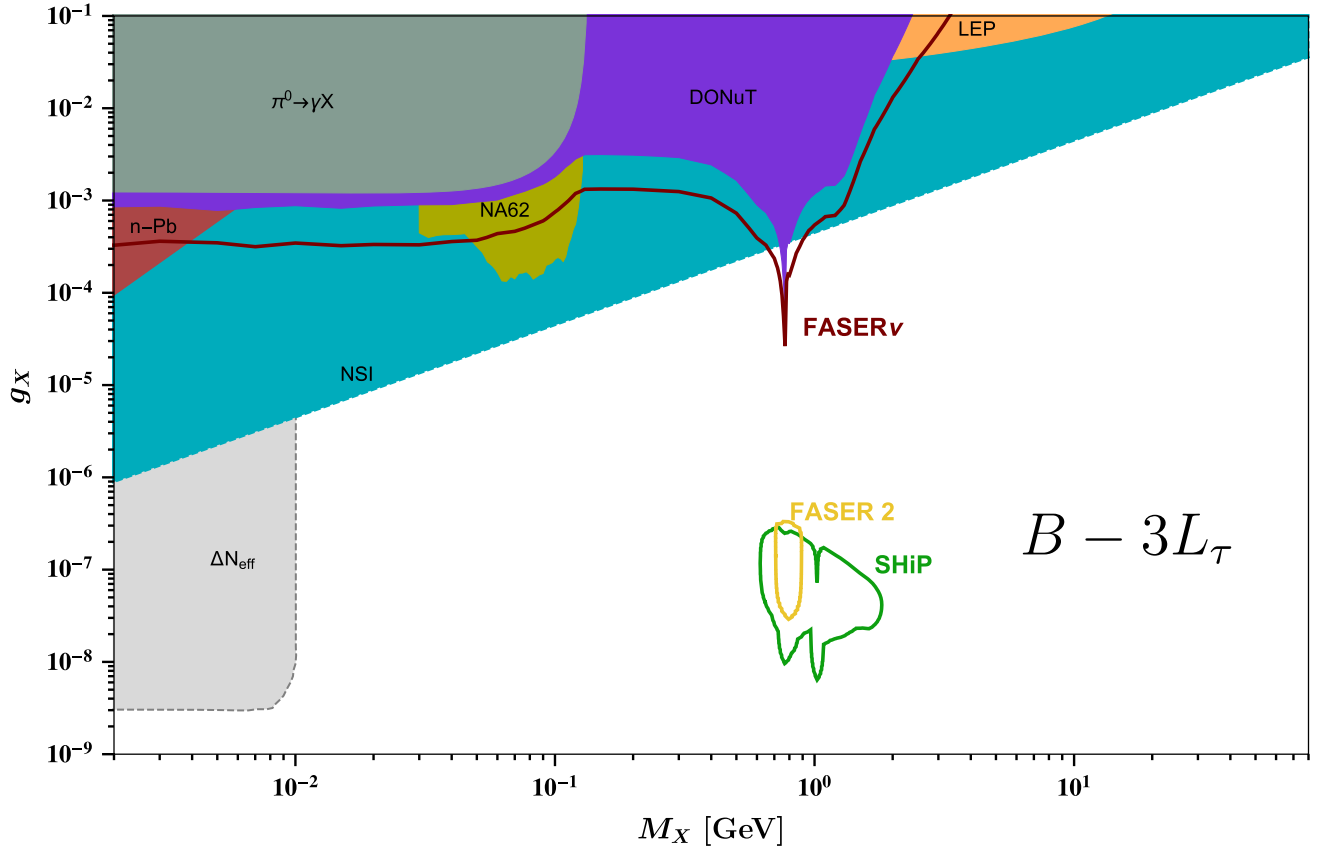 10⁻¹
10⁻²
10⁻³
10⁻⁴
10⁻⁵
10⁻⁶
10⁻⁷
10⁻⁸
10⁻⁹
g_X
LEP
π⁰→γX
DONuT
NA62
n−Pb
FASERν
NSI
FASER 2
B − 3L_τ
ΔN_eff
SHiP
10⁻² 10⁻¹ 10⁰ 10¹
M_X [GeV]